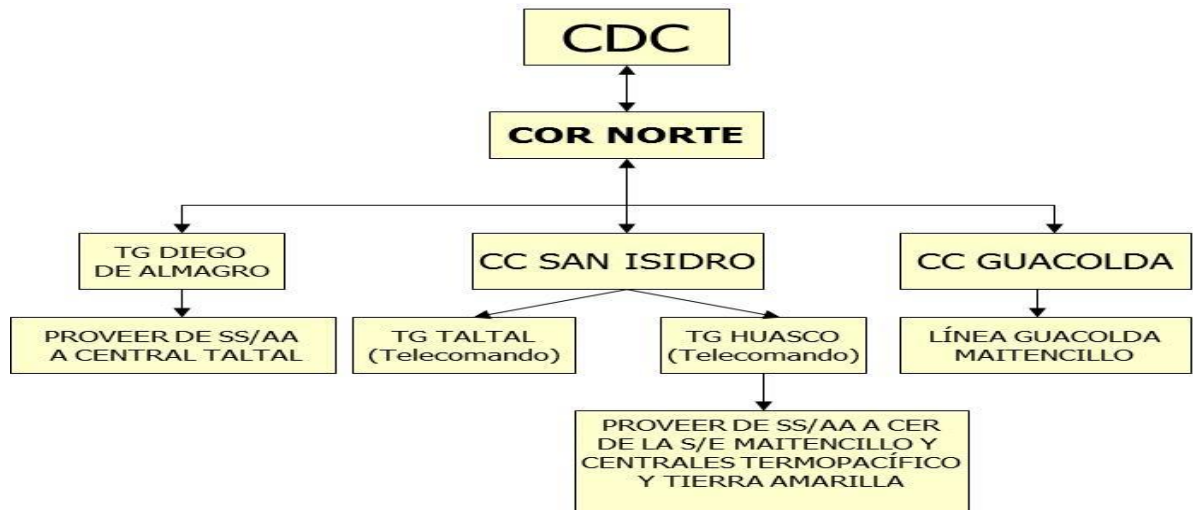 CDC
COR NORTE
TG DIEGO
DE ALMAGRO
CC SAN ISIDRO
CC GUACOLDA
PROVEER DE SS/AA
A CENTRAL TALTAL
TG TALTAL
(Telecomando)
TG HUASCO
(Telecomando)
LÍNEA GUACOLDA
MAITENCILLO
PROVEER DE SS/AA A CER
DE LA S/E MAITENCILLO Y
CENTRALES TERMOPACÍFICO
Y TIERRA AMARILLA